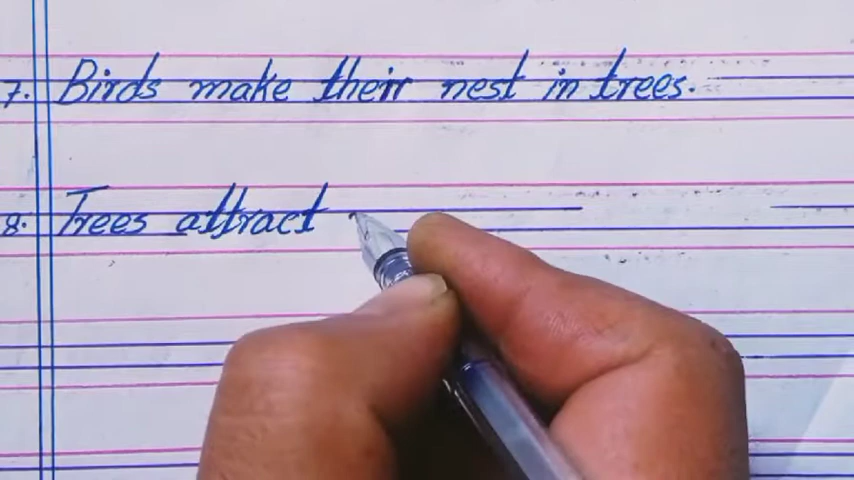 7. Birds make their nest in trees.
8. Trees attract